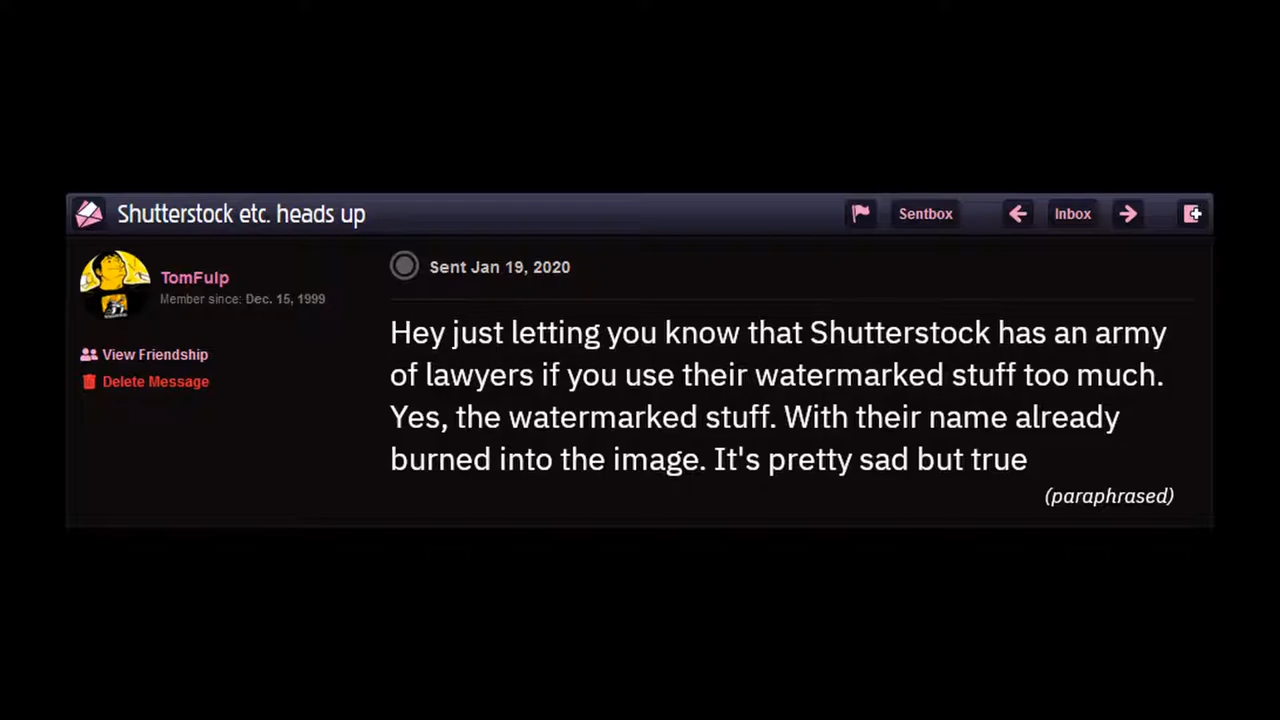 Shutterstock etc. heads up
Sentbox
Inbox
TomFulp
Member since: Dec. 15, 1999
View Friendship
Delete Message
Sent Jan 19, 2020
Hey just letting you know that Shutterstock has an army
of lawyers if you use their watermarked stuff too much.
Yes, the watermarked stuff. With their name already
burned into the image. It's pretty sad but true
(paraphrased)